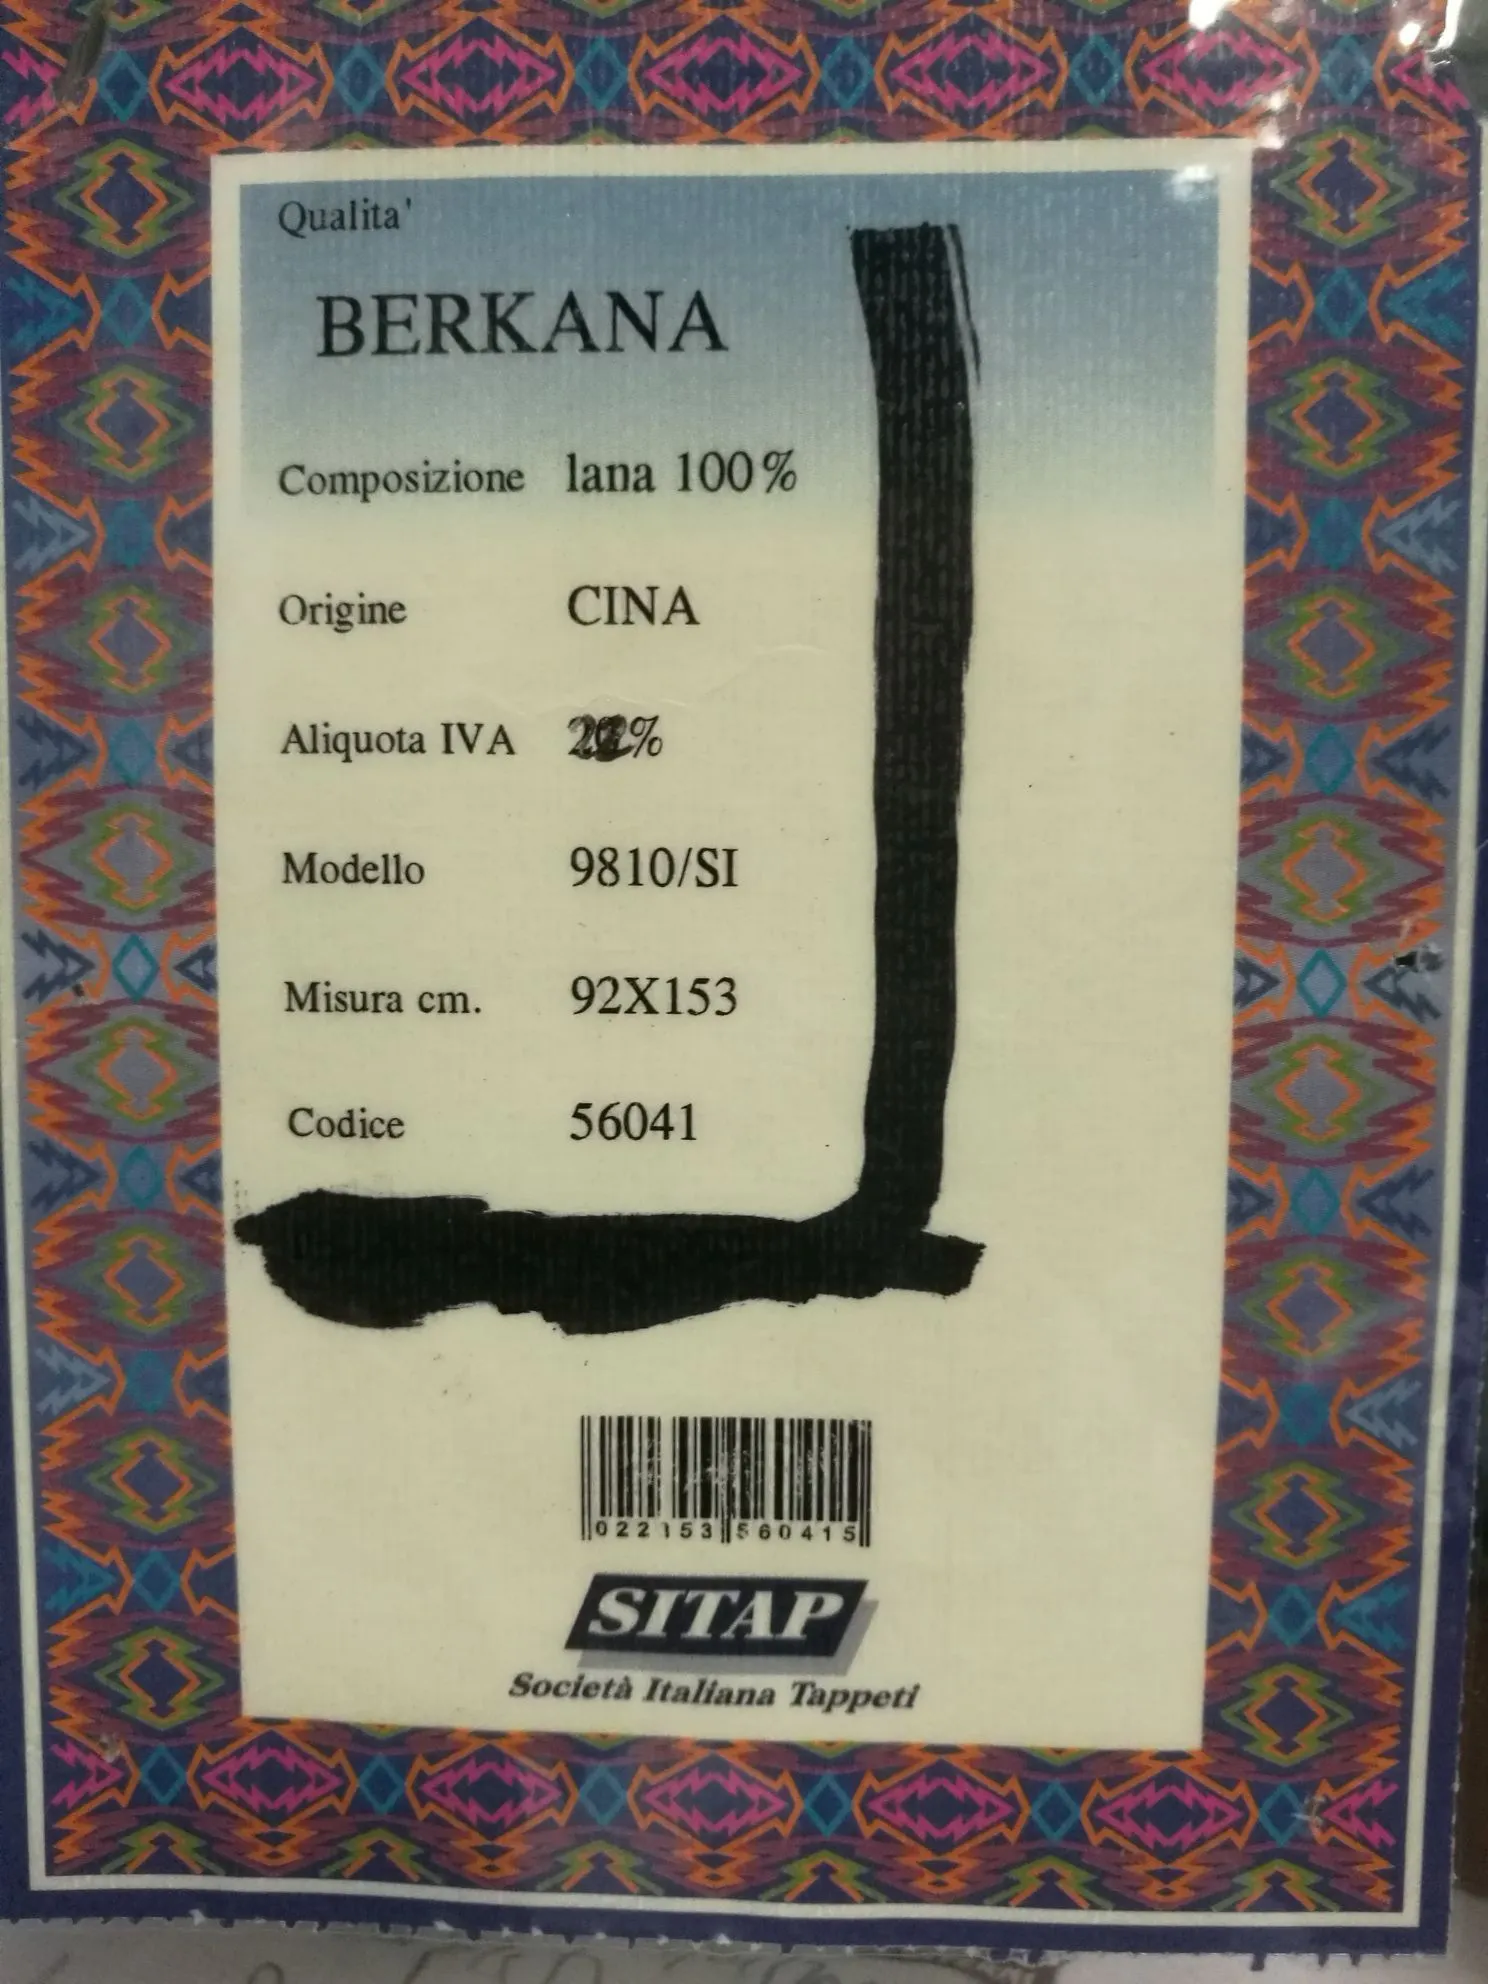 Qualita'
BERKANA
Composizione lana 100%
Origine CINA
Aliquota IVA
Modello 9810/SI
Misura cm. 92X153
Codice 56041
022153 560415
SITAP
Società Italiana Tappeti